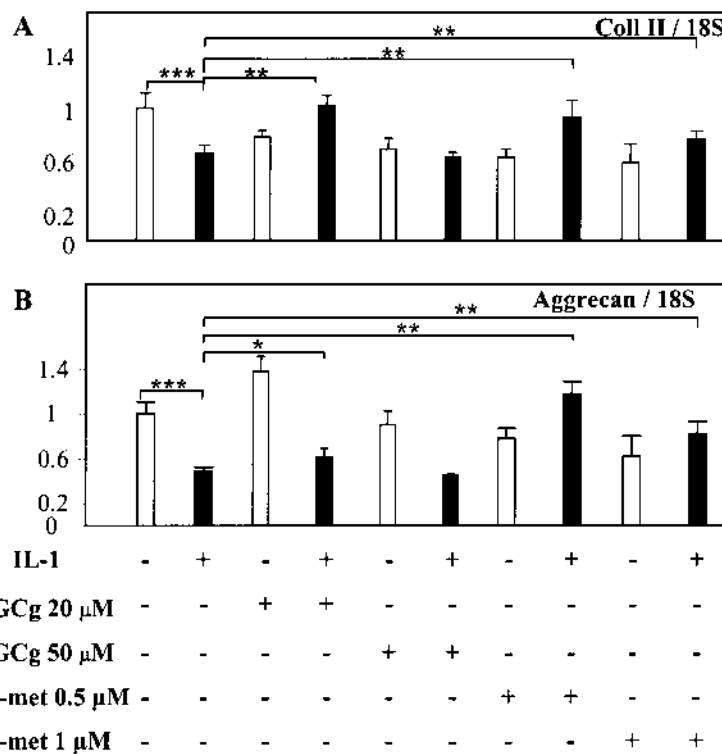 A
Coll II / 18S
**
**
*** **
1.4
1
0.6
0.2
0
B
Aggrecan / 18S
**
**
*
***
1.4
1
0.6
0.2
0
IL-1 - + - + - + - + - +
GCg 20 μM - - + + - - - - - -
GCg 50 μM - - - - + + - - - -
-met 0.5 μM - - - - - - + + - -
-met 1 μM - - - - - - - - + +